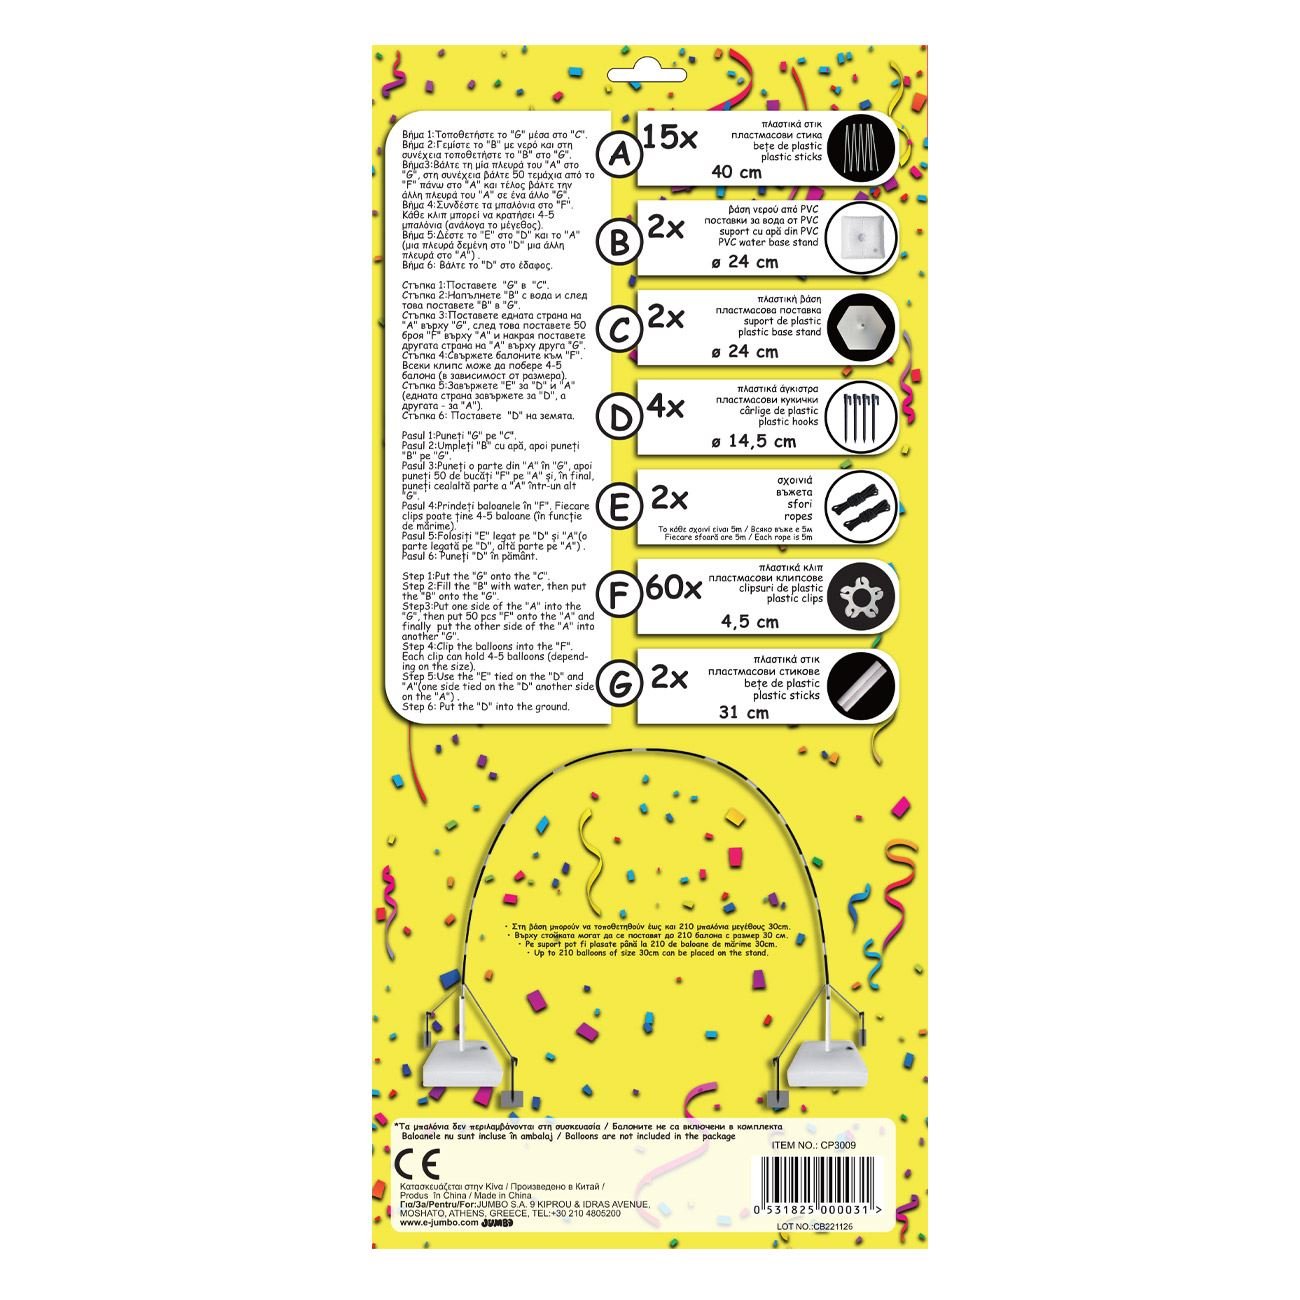 Βήμα 1:Τοποθετήστε το "G" μέσα στο "C".
Βήμα 2:Γεμίστε το "B" με νερό και στη
συνέχεια τοποθετήστε το "B" στο "G".
Βήμα3:Βάλτε τη μία πλευρά του "A" στο
"G", στη συνέχεια βάλτε 50 τεμάχια από το
"F" πάνω στο "A" και τέλος βάλτε την
άλλη πλευρά του "A" σε ένα άλλο "G".
Βήμα 4:Συνδέστε τα μπαλόνια στο "F".
Κάθε κλιπ μπορεί να κρατήσει 4-5
μπαλόνια (ανάλογα το μέγεθος).
Βήμα 5:Δέστε το "E" στο "D" και το "A"
(μια πλευρά δεμένη στο "D" μια άλλη
πλευρά στο "A") .
Βήμα 6: Βάλτε το "D" στο έδαφος.
Стъпка 1:Поставете "G" в "C".
Стъпка 2:Напълнете "B" с вода и след
това поставете "B" в "G".
Стъпка 3:Поставете едната страна на
"A" върху "G", след това поставете 50
броя "F" върху "A" и накрая поставете
другата страна на "A" върху друга "G".
Стъпка 4:Свържете балоните към "F".
Всеки клипс може да побере 4-5
балона (в зависимост от размера).
Стъпка 5:Завържете "E" за "D" и "A"
(едната страна завържете за "D", а
другата - за "A").
Стъпка 6: Поставете "D" на земята.
Pasul 1:Puneți "G" pe "C".
Pasul 2:Umpleți "B" cu apă, apoi puneți
"B" pe "G".
Pasul 3:Puneți o parte din "A" în "G", apoi
puneți 50 de bucăți "F" pe "A" și, în final,
puneți cealaltă parte a "A" într-un alt
"G".
Pasul 4:Prindeți baloanele în "F". Fiecare
clips poate ține 4-5 baloane (în funcție
de mărime).
Pasul 5:Folosiți "E" legat pe "D" și "A"(o
parte legată pe "D", altă parte pe "A") .
Pasul 6: Puneți "D" în pământ.
Step 1:Put the "G" onto the "C".
Step 2:Fill the "B" with water, then put
the "B" onto the "G".
Step3:Put one side of the "A" into the
"G", then put 50 pcs "F" onto the "A" and
finally put the other side of the "A" into
another "G".
Step 4:Clip the balloons into the "F".
Each clip can hold 4-5 balloons (depend-
ing on the size).
Step 5:Use the "E" tied on the "D" and
"A"(one side tied on the "D" another side
on the "A") .
Step 6: Put the "D" into the ground.
A
15x
πλαστικά στικ
пластмасови стика
bețe de plastic
plastic sticks
40 cm
B
2x
βάση νερού από PVC
поставки за вода от PVC
suport cu apă din PVC
PVC water base stand
ø 24 cm
C
2x
πλαστική βάση
пластмасова поставка
suport de plastic
plastic base stand
ø 24 cm
D
4x
πλαστικά άγκιστρα
пластмасови кукички
cârlige de plastic
plastic hooks
ø 14,5 cm
E
2x
σχοινιά
въжета
sfori
ropes
Το κάθε σχοινί είναι 5m / Всяко въже е 5м
Fiecare sfoară are 5m / Each rope is 5m
F
60x
πλαστικά κλιπ
пластмасови клипсове
clipsuri de plastic
plastic clips
4,5 cm
G
2x
πλαστικά στικ
пластмасови стикове
bețe de plastic
plastic sticks
31 cm
• Στη βάση μπορούν να τοποθετηθούν έως και 210 μπαλόνια μεγέθους 30cm.
• Върху стойката могат да се поставят до 210 балона с размер 30 см.
• Pe suport pot fi plasate până la 210 de baloane de mărime 30cm.
• Up to 210 balloons of size 30cm can be placed on the stand.
*Τα μπαλόνια δεν περιλαμβάνονται στη συσκευασία / Балоните не са включени в комплекта
Baloanele nu sunt incluse în ambalaj / Balloons are not included in the package
CE
Κατασκευάζεται στην Κίνα / Произведено в Китай /
Produs în China / Made in China
Για/За/Pentru/For:JUMBO S.A. 9 KIPROU & IDRAS AVENUE,
MOSHATO, ATHENS, GREECE, TEL:+30 210 4805200
www.e-jumbo.com JUMBO
ITEM NO.: CP3009
0 531825 000031 >
LOT NO.:CB221126